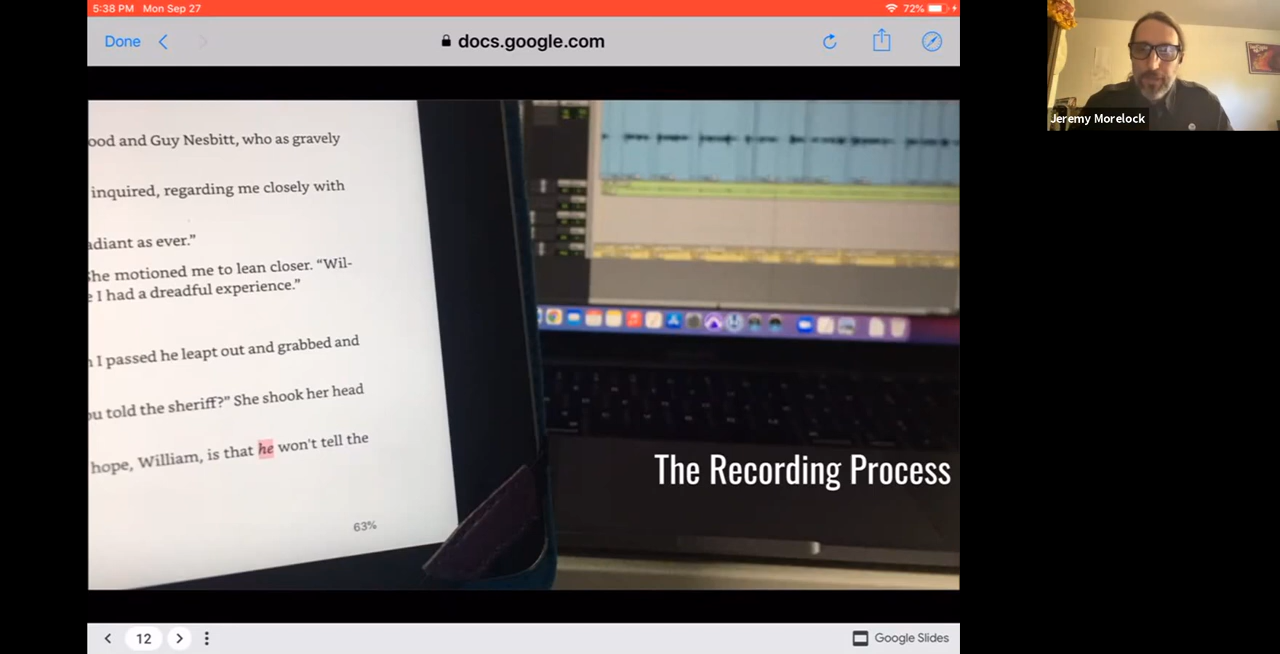 5:38 PM Mon Sep 27
72%
Done
docs.google.com
ood and Guy Nesbitt, who as gravely
inquired, regarding me closely with
adiant as ever.”
She motioned me to lean closer. “Wil-
e I had a dreadful experience.”
I passed he leapt out and grabbed and
ou told the sheriff?” She shook her head
hope, William, is that he won't tell the
63%
The Recording Process
12
Google Slides
Jeremy Morelock